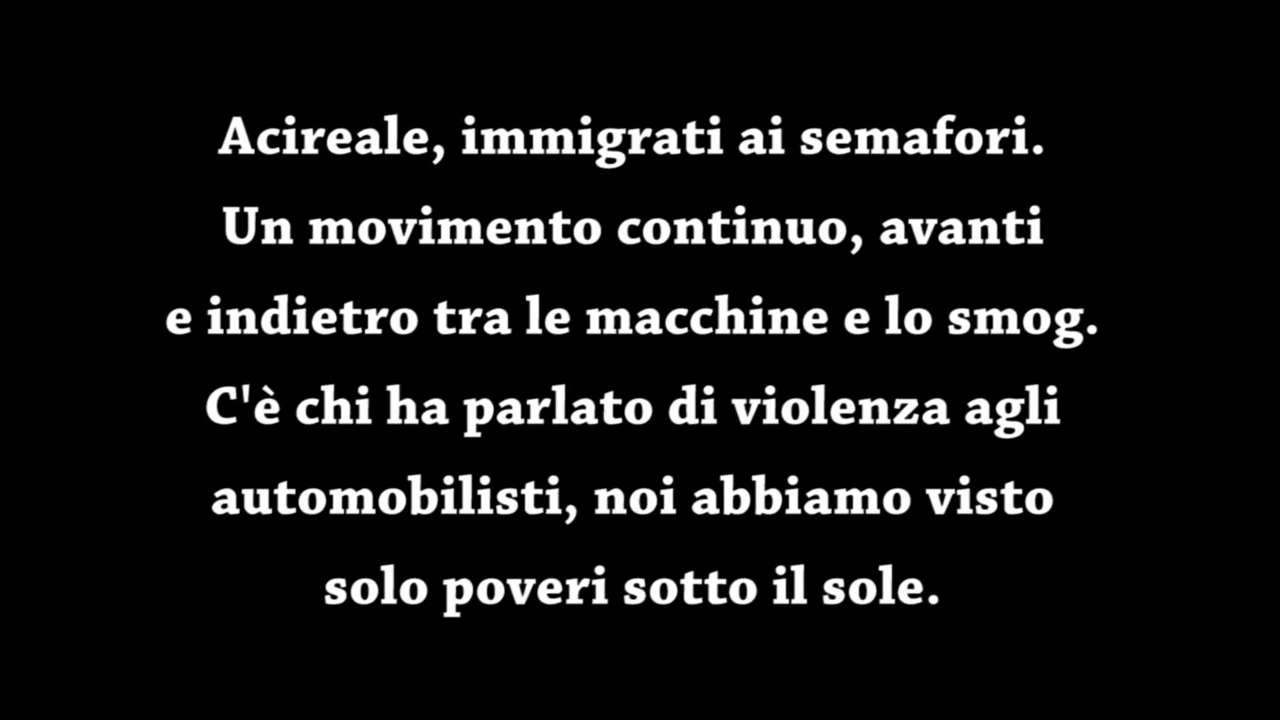 Acireale, immigrati ai semafori.
Un movimento continuo, avanti
e indietro tra le macchine e lo smog.
C'è chi ha parlato di violenza agli
automobilisti, noi abbiamo visto
solo poveri sotto il sole.